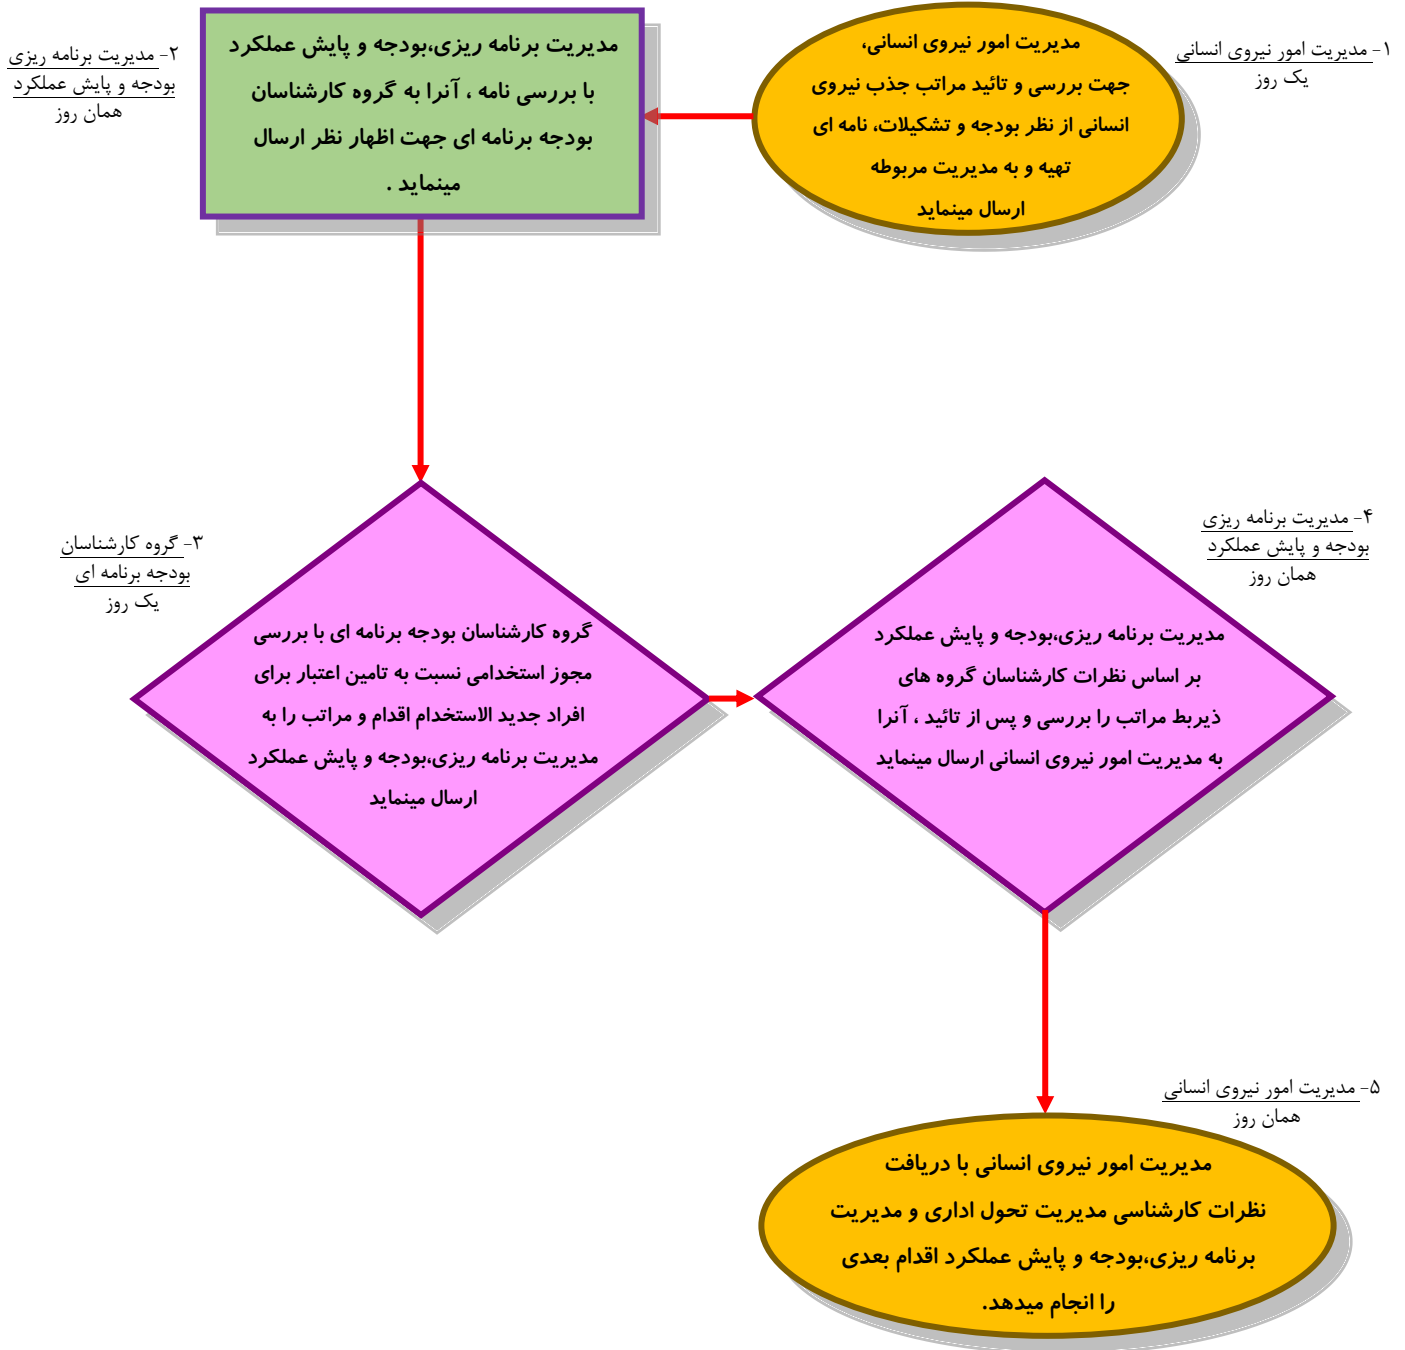 ۱- مدیریت امور نیروی انسانی
یک روز
مدیریت امور نیروی انسانی،
جهت بررسی و تائید مراتب جذب نیروی
انسانی از نظر بودجه و تشکیلات، نامه ای
تهیه و به مدیریت مربوطه
ارسال مینماید
۲- مدیریت برنامه ریزی
بودجه و پایش عملکرد
همان روز
مدیریت برنامه ریزی،بودجه و پایش عملکرد
با بررسی نامه ، آنرا به گروه کارشناسان
بودجه برنامه ای جهت اظهار نظر ارسال
مینماید .
۳- گروه کارشناسان
بودجه برنامه ای
یک روز
گروه کارشناسان بودجه برنامه ای با بررسی
مجوز استخدامی نسبت به تامین اعتبار برای
افراد جدید الاستخدام اقدام و مراتب را به
مدیریت برنامه ریزی،بودجه و پایش عملکرد
ارسال مینماید
۴- مدیریت برنامه ریزی
بودجه و پایش عملکرد
همان روز
مدیریت برنامه ریزی،بودجه و پایش عملکرد
بر اساس نظرات کارشناسان گروه های
ذیربط مراتب را بررسی و پس از تائید ، آنرا
به مدیریت امور نیروی انسانی ارسال مینماید
۵- مدیریت امور نیروی انسانی
همان روز
مدیریت امور نیروی انسانی با دریافت
نظرات کارشناسی مدیریت تحول اداری و مدیریت
برنامه ریزی،بودجه و پایش عملکرد اقدام بعدی
را انجام میدهد.